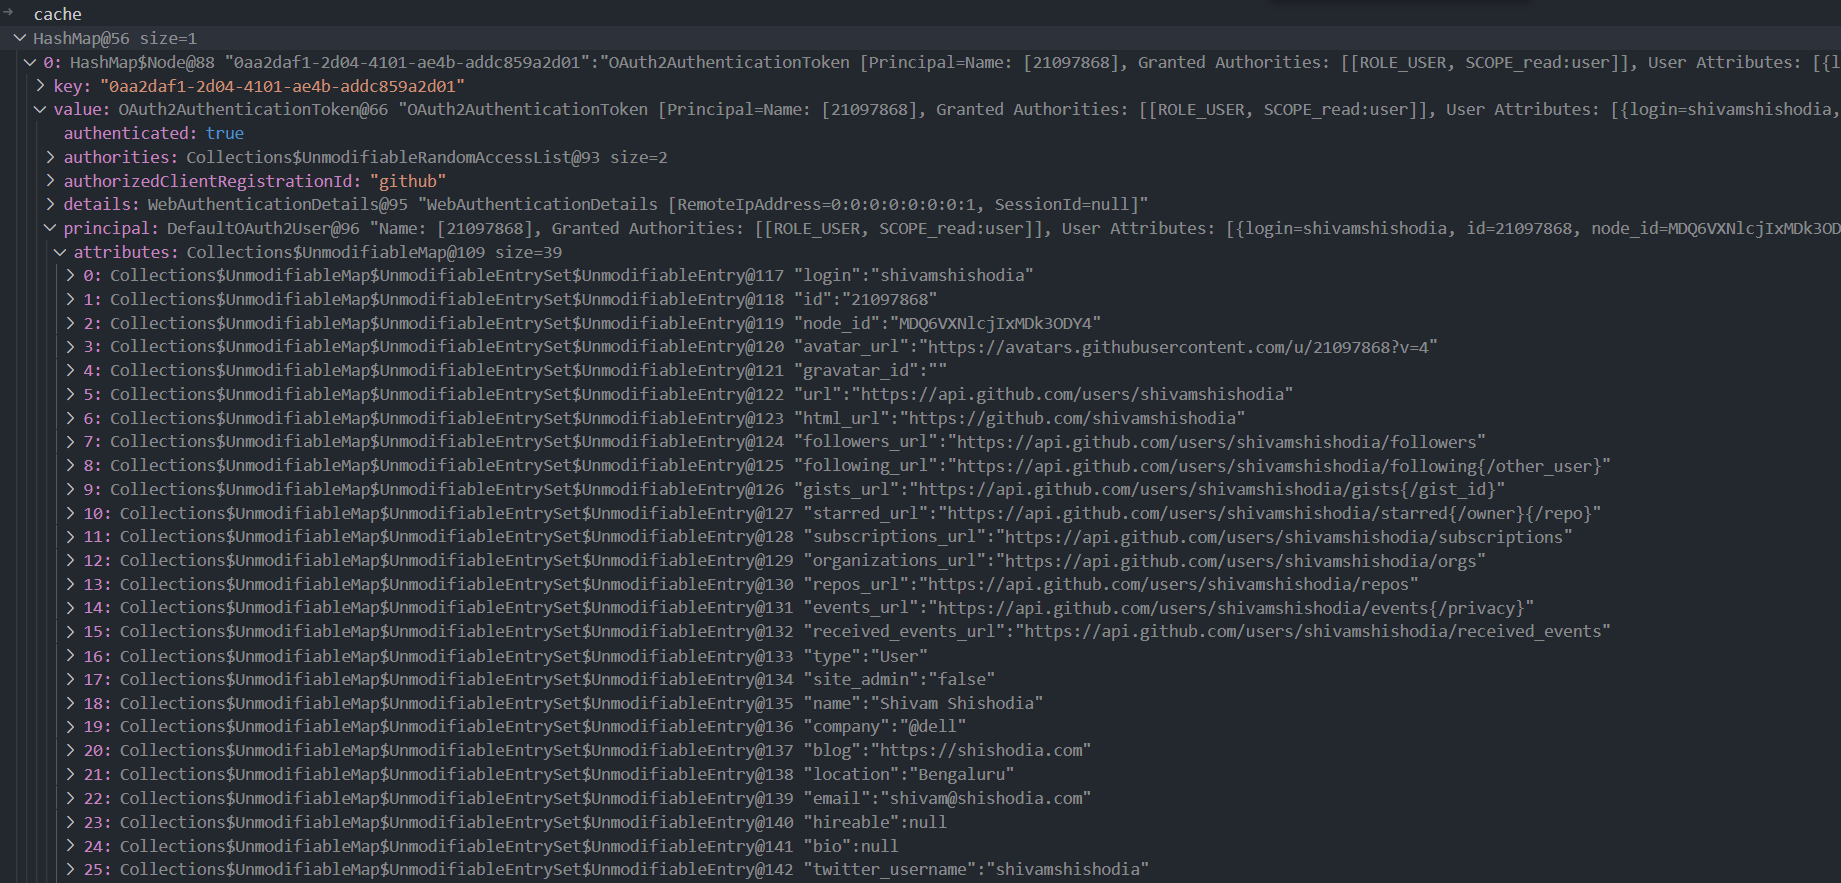 cache
HashMap@56 size=1
0: HashMap$Node@88 "0aa2daf1-2d04-4101-ae4b-addc859a2d01":"OAuth2AuthenticationToken [Principal=Name: [21097868], Granted Authorities: [[ROLE_USER, SCOPE_read:user]], User Attributes: [{l
key: "0aa2daf1-2d04-4101-ae4b-addc859a2d01"
value: OAuth2AuthenticationToken@66 "OAuth2AuthenticationToken [Principal=Name: [21097868], Granted Authorities: [[ROLE_USER, SCOPE_read:user]], User Attributes: [{login=shivamshishodia,
authenticated: true
authorities: Collections$UnmodifiableRandomAccessList@93 size=2
authorizedClientRegistrationId: "github"
details: WebAuthenticationDetails@95 "WebAuthenticationDetails [RemoteIpAddress=0:0:0:0:0:0:0:1, SessionId=null]"
principal: DefaultOAuth2User@96 "Name: [21097868], Granted Authorities: [[ROLE_USER, SCOPE_read:user]], User Attributes: [{login=shivamshishodia, id=21097868, node_id=MDQ6VXNlcjIxMDk3OD
attributes: Collections$UnmodifiableMap@109 size=39
0: Collections$UnmodifiableMap$UnmodifiableEntrySet$UnmodifiableEntry@117 "login":"shivamshishodia"
1: Collections$UnmodifiableMap$UnmodifiableEntrySet$UnmodifiableEntry@118 "id":"21097868"
2: Collections$UnmodifiableMap$UnmodifiableEntrySet$UnmodifiableEntry@119 "node_id":"MDQ6VXNlcjIxMDk3ODY4"
3: Collections$UnmodifiableMap$UnmodifiableEntrySet$UnmodifiableEntry@120 "avatar_url":"https://avatars.githubusercontent.com/u/21097868?v=4"
4: Collections$UnmodifiableMap$UnmodifiableEntrySet$UnmodifiableEntry@121 "gravatar_id":""
5: Collections$UnmodifiableMap$UnmodifiableEntrySet$UnmodifiableEntry@122 "url":"https://api.github.com/users/shivamshishodia"
6: Collections$UnmodifiableMap$UnmodifiableEntrySet$UnmodifiableEntry@123 "html_url":"https://github.com/shivamshishodia"
7: Collections$UnmodifiableMap$UnmodifiableEntrySet$UnmodifiableEntry@124 "followers_url":"https://api.github.com/users/shivamshishodia/followers"
8: Collections$UnmodifiableMap$UnmodifiableEntrySet$UnmodifiableEntry@125 "following_url":"https://api.github.com/users/shivamshishodia/following{/other_user}"
9: Collections$UnmodifiableMap$UnmodifiableEntrySet$UnmodifiableEntry@126 "gists_url":"https://api.github.com/users/shivamshishodia/gists{/gist_id}"
10: Collections$UnmodifiableMap$UnmodifiableEntrySet$UnmodifiableEntry@127 "starred_url":"https://api.github.com/users/shivamshishodia/starred{/owner}{/repo}"
11: Collections$UnmodifiableMap$UnmodifiableEntrySet$UnmodifiableEntry@128 "subscriptions_url":"https://api.github.com/users/shivamshishodia/subscriptions"
12: Collections$UnmodifiableMap$UnmodifiableEntrySet$UnmodifiableEntry@129 "organizations_url":"https://api.github.com/users/shivamshishodia/orgs"
13: Collections$UnmodifiableMap$UnmodifiableEntrySet$UnmodifiableEntry@130 "repos_url":"https://api.github.com/users/shivamshishodia/repos"
14: Collections$UnmodifiableMap$UnmodifiableEntrySet$UnmodifiableEntry@131 "events_url":"https://api.github.com/users/shivamshishodia/events{/privacy}"
15: Collections$UnmodifiableMap$UnmodifiableEntrySet$UnmodifiableEntry@132 "received_events_url":"https://api.github.com/users/shivamshishodia/received_events"
16: Collections$UnmodifiableMap$UnmodifiableEntrySet$UnmodifiableEntry@133 "type":"User"
17: Collections$UnmodifiableMap$UnmodifiableEntrySet$UnmodifiableEntry@134 "site_admin":"false"
18: Collections$UnmodifiableMap$UnmodifiableEntrySet$UnmodifiableEntry@135 "name":"Shivam Shishodia"
19: Collections$UnmodifiableMap$UnmodifiableEntrySet$UnmodifiableEntry@136 "company":"@dell"
20: Collections$UnmodifiableMap$UnmodifiableEntrySet$UnmodifiableEntry@137 "blog":"https://shishodia.com"
21: Collections$UnmodifiableMap$UnmodifiableEntrySet$UnmodifiableEntry@138 "location":"Bengaluru"
22: Collections$UnmodifiableMap$UnmodifiableEntrySet$UnmodifiableEntry@139 "email":"shivam@shishodia.com"
23: Collections$UnmodifiableMap$UnmodifiableEntrySet$UnmodifiableEntry@140 "hireable":null
24: Collections$UnmodifiableMap$UnmodifiableEntrySet$UnmodifiableEntry@141 "bio":null
25: Collections$UnmodifiableMap$UnmodifiableEntrySet$UnmodifiableEntry@142 "twitter_username":"shivamshishodia"